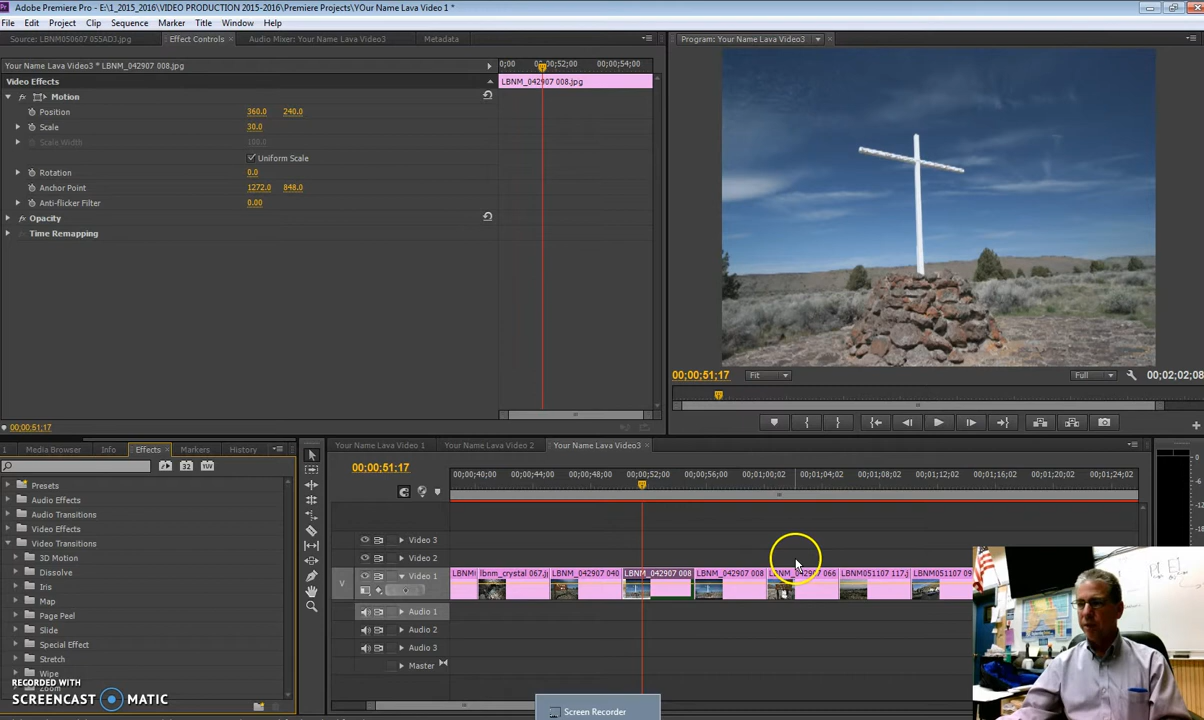 Adobe Premiere Pro - E:\1_2015_2016\VIDEO PRODUCTION 2015-2016\Premiere Projects\YOur Name Lava Video 1 *
File Edit Project Clip Sequence Marker Title Window Help
Source: LBNM050607 055ADJ.jpg Effect Controls Audio Mixer: Your Name Lava Video3 Metadata
Program: Your Name Lava Video3
Your Name Lava Video3 * LBNM_042907 008.jpg
;00;00 00;00;52;00 00;00;54;00
Video Effects
LBNM_042907 008.jpg
Motion
Position 360.0 240.0
Scale 30.0
Scale Width 100.0
Uniform Scale
Rotation 0.0
Anchor Point 1272.0 848.0
Anti-flicker Filter 0.00
Opacity
Time Remapping
00;00;51;17
00;00;51;17 Fit Full 00;02;02;08
1 Media Browser Info Effects Markers History
Your Name Lava Video 1 Your Name Lava Video 2 Your Name Lava Video3
00;00;51;17
00;00;40;00 00;00;44;00 00;00;48;00 00;00;52;00 00;00;56;00 00;01;00;02 00;01;04;02 00;01;08;02 00;01;12;02 00;01;16;02 00;01;20;02 00;01;24;02
Presets
Audio Effects
Audio Transitions
Video Effects
Video Transitions
3D Motion
Dissolve
Iris
Map
Page Peel
Slide
Special Effect
Stretch
Wipe
Zoom
Video 3
Video 2
V Video 1
LBNM lbnm_crystal 067.j LBNM_042907 040 LBNM_042907 008 LBNM_042907 008 LBNM_042907 066 LBNM051107 117.j LBNM051107 09
Audio 1
Audio 2
Audio 3
Master
RECORDED WITH
SCREENCAST MATIC
Screen Recorder